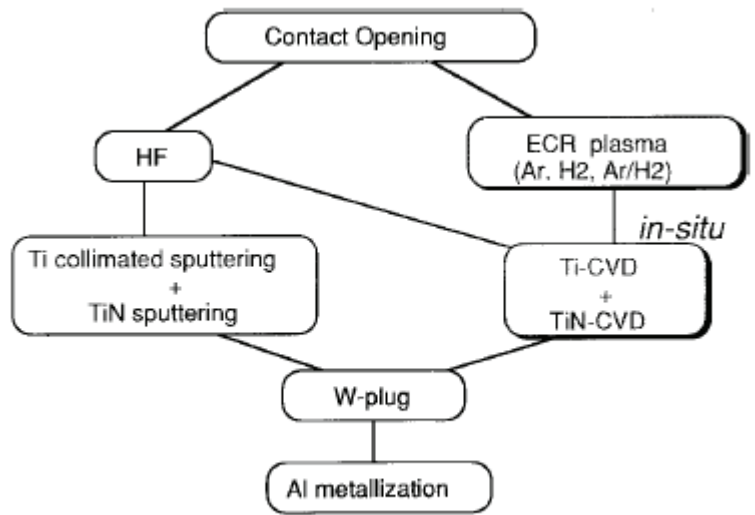 Contact Opening
HF
ECR plasma
(Ar, H2, Ar/H2)
in-situ
Ti collimated sputtering
+
TiN sputtering
Ti-CVD
+
TiN-CVD
W-plug
Al metallization